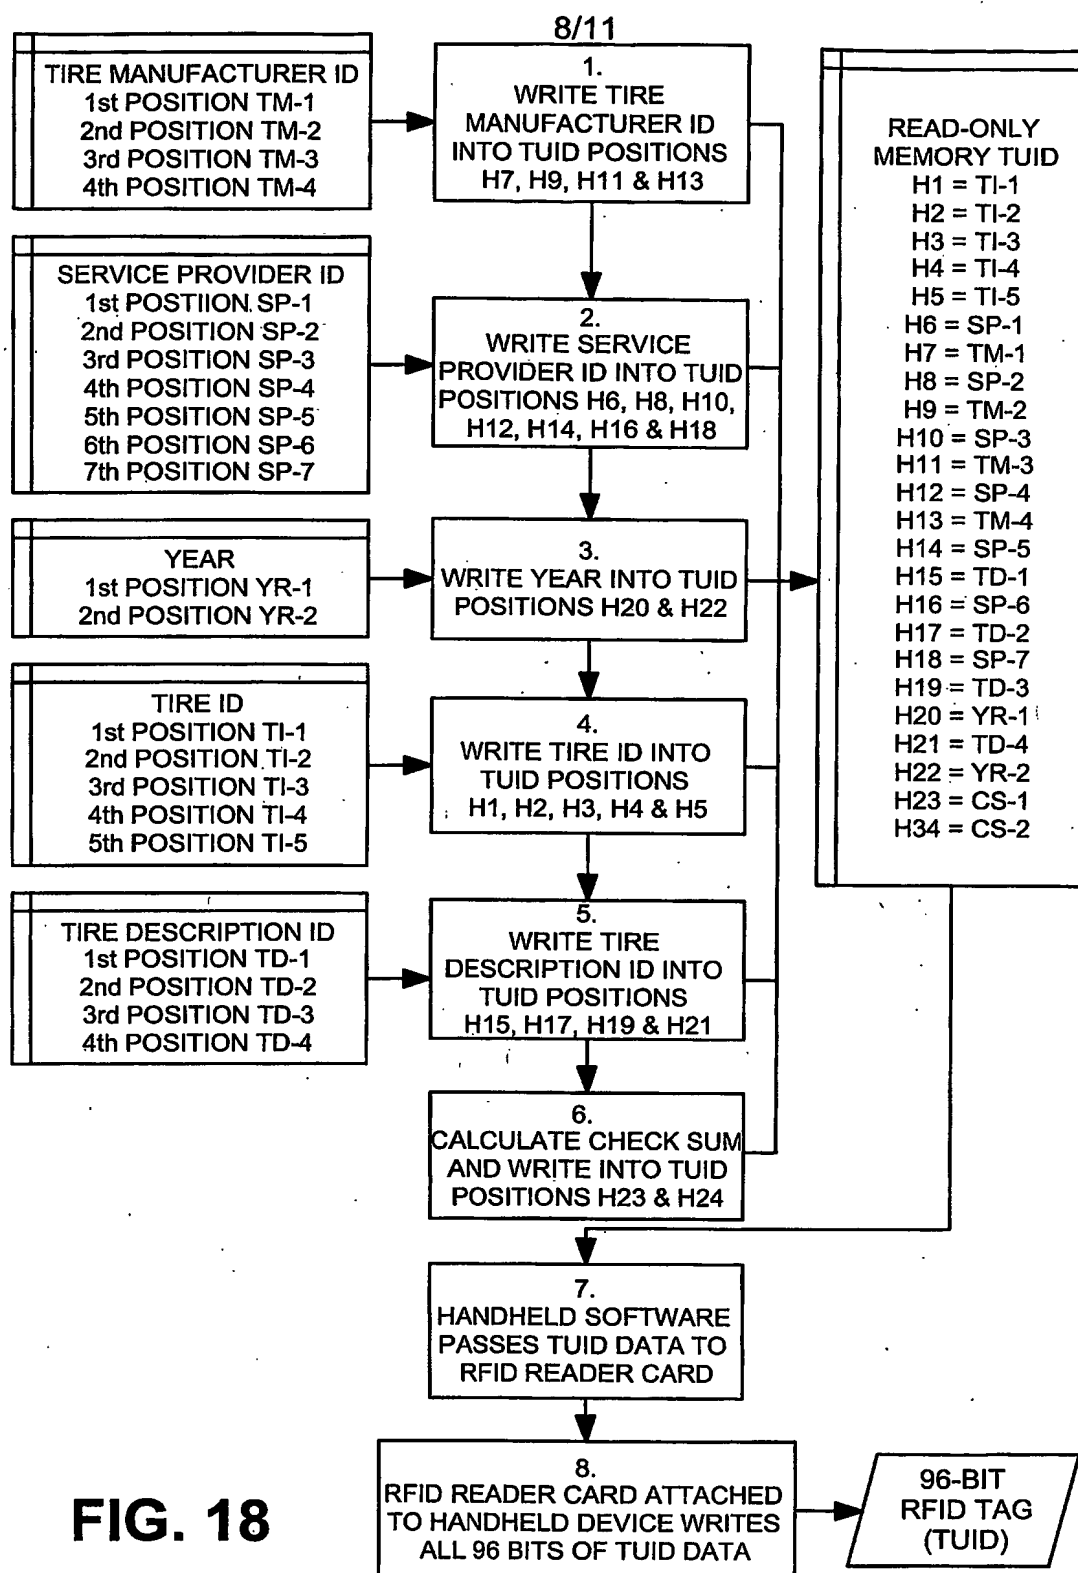 8/11
TIRE MANUFACTURER ID
1st POSITION TM-1
2nd POSITION TM-2
3rd POSITION TM-3
4th POSITION TM-4
1.
WRITE TIRE
MANUFACTURER ID
INTO TUID POSITIONS
H7, H9, H11 & H13
SERVICE PROVIDER ID
1st POSTIION SP-1
2nd POSITION SP-2
3rd POSITION SP-3
4th POSITION SP-4
5th POSITION SP-5
6th POSITION SP-6
7th POSITION SP-7
2.
WRITE SERVICE
PROVIDER ID INTO TUID
POSITIONS H6, H8, H10,
H12, H14, H16 & H18
YEAR
1st POSITION YR-1
2nd POSITION YR-2
3.
WRITE YEAR INTO TUID
POSITIONS H20 & H22
TIRE ID
1st POSITION TI-1
2nd POSITION TI-2
3rd POSITION TI-3
4th POSITION TI-4
5th POSITION TI-5
4.
WRITE TIRE ID INTO
TUID POSITIONS
H1, H2, H3, H4 & H5
TIRE DESCRIPTION ID
1st POSITION TD-1
2nd POSITION TD-2
3rd POSITION TD-3
4th POSITION TD-4
5.
WRITE TIRE
DESCRIPTION ID INTO
TUID POSITIONS
H15, H17, H19 & H21
6.
CALCULATE CHECK SUM
AND WRITE INTO TUID
POSITIONS H23 & H24
READ-ONLY
MEMORY TUID
H1 = TI-1
H2 = TI-2
H3 = TI-3
H4 = TI-4
H5 = TI-5
H6 = SP-1
H7 = TM-1
H8 = SP-2
H9 = TM-2
H10 = SP-3
H11 = TM-3
H12 = SP-4
H13 = TM-4
H14 = SP-5
H15 = TD-1
H16 = SP-6
H17 = TD-2
H18 = SP-7
H19 = TD-3
H20 = YR-1
H21 = TD-4
H22 = YR-2
H23 = CS-1
H34 = CS-2
7.
HANDHELD SOFTWARE
PASSES TUID DATA TO
RFID READER CARD
8.
RFID READER CARD ATTACHED
TO HANDHELD DEVICE WRITES
ALL 96 BITS OF TUID DATA
96-BIT
RFID TAG
(TUID)
FIG. 18